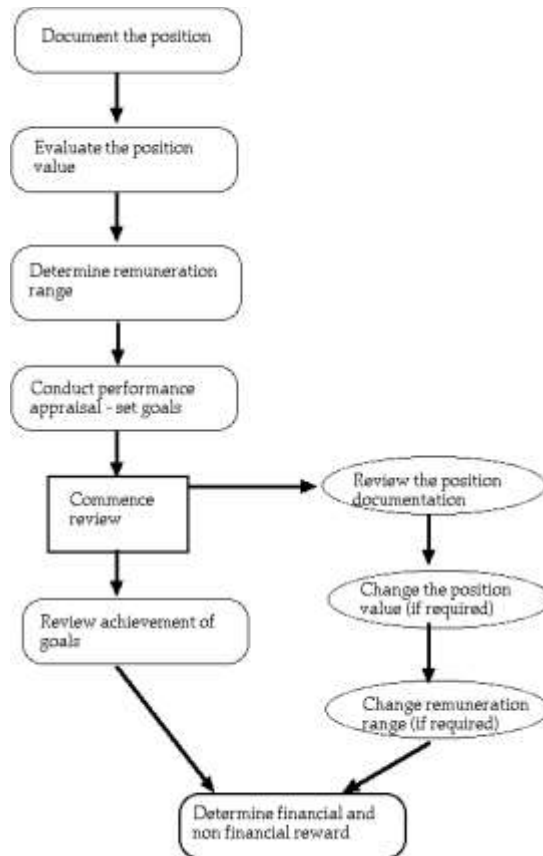 Document the position
Evaluate the position
value
Determine remuneration
range
Conduct performance
appraisal - set goals
Commence
review
Review the position
documentation
Change the position
value (if required)
Review achievement of
goals
Change remuneration
range (if required)
Determine financial and
non financial reward